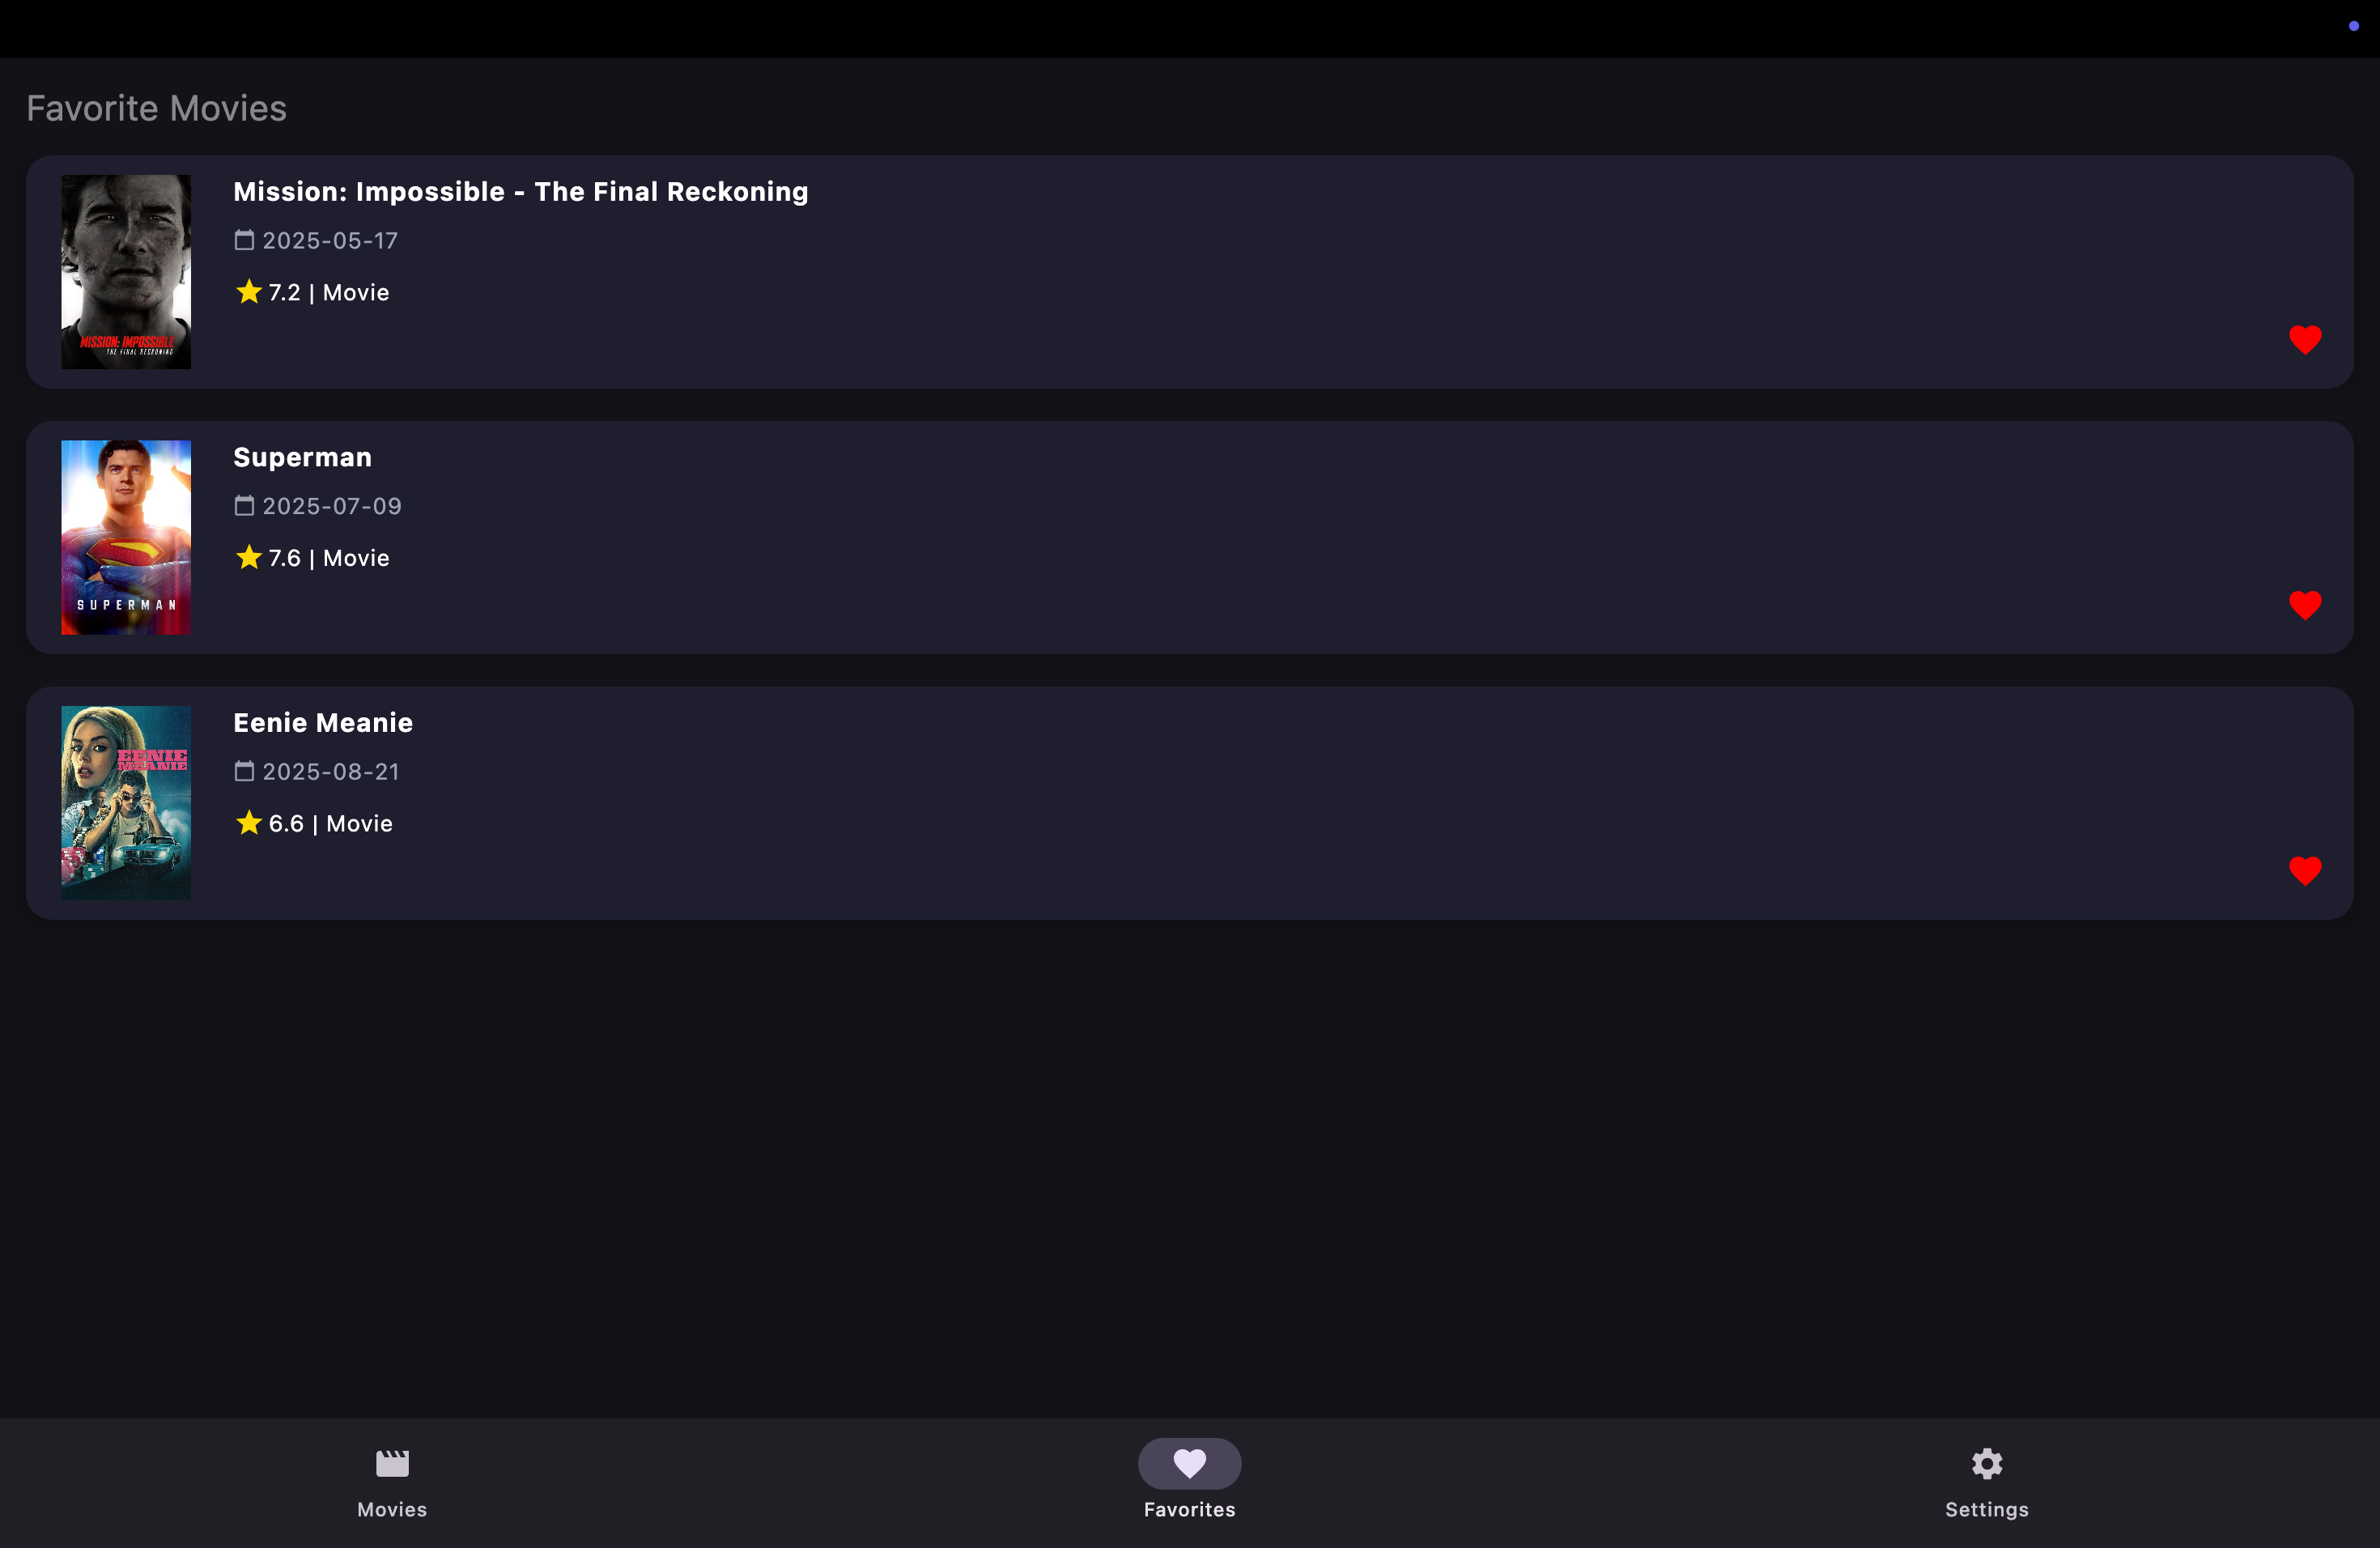 Favorite Movies
Mission: Impossible - The Final Reckoning
2025-05-17
7.2 | Movie
MISSION: IMPOSSIBLE
THE FINAL RECKONING
Superman
2025-07-09
7.6 | Movie
SUPERMAN
Eenie Meanie
EENIE
MEANIE
2025-08-21
6.6 | Movie
Movies
Favorites
Settings